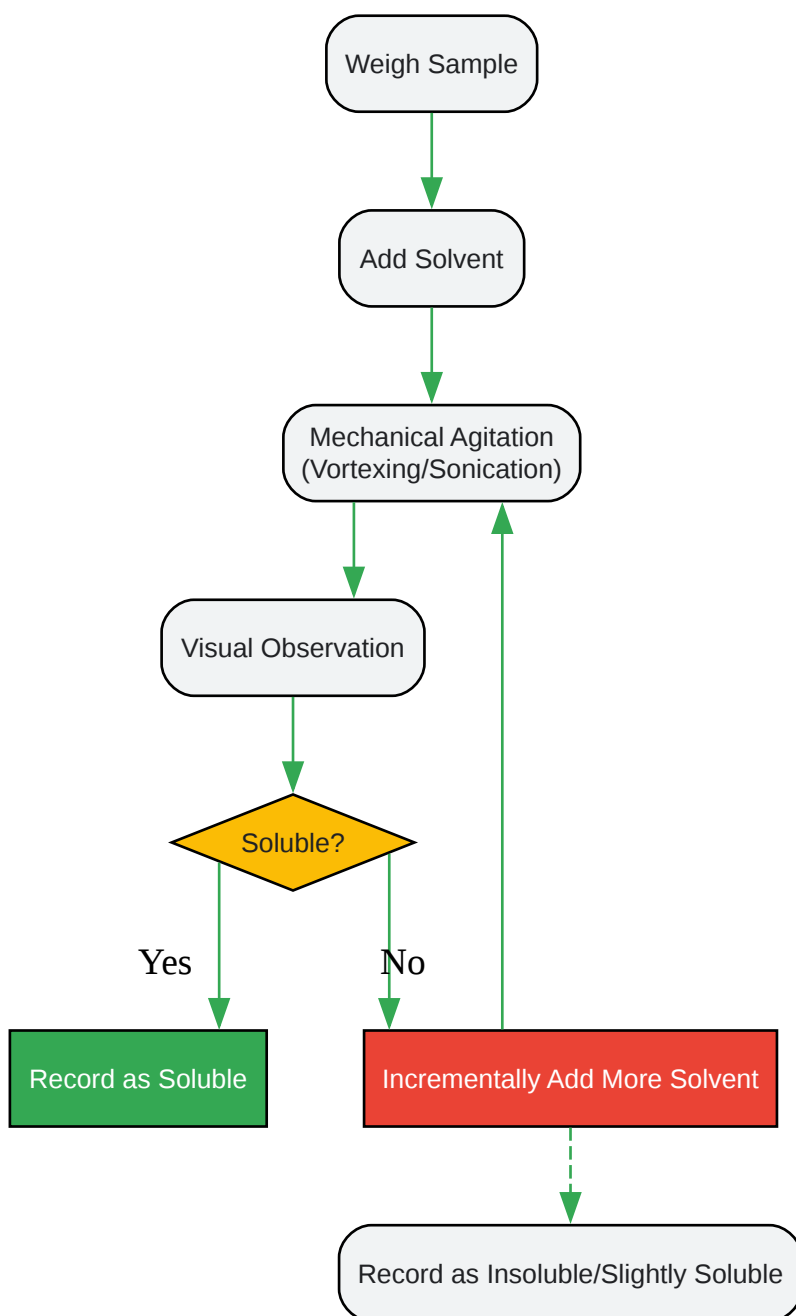 Weigh Sample
Add Solvent
Mechanical Agitation
(Vortexing/Sonication)
Visual Observation
Soluble?
Yes
No
Record as Soluble
Incrementally Add More Solvent
Record as Insoluble/Slightly Soluble